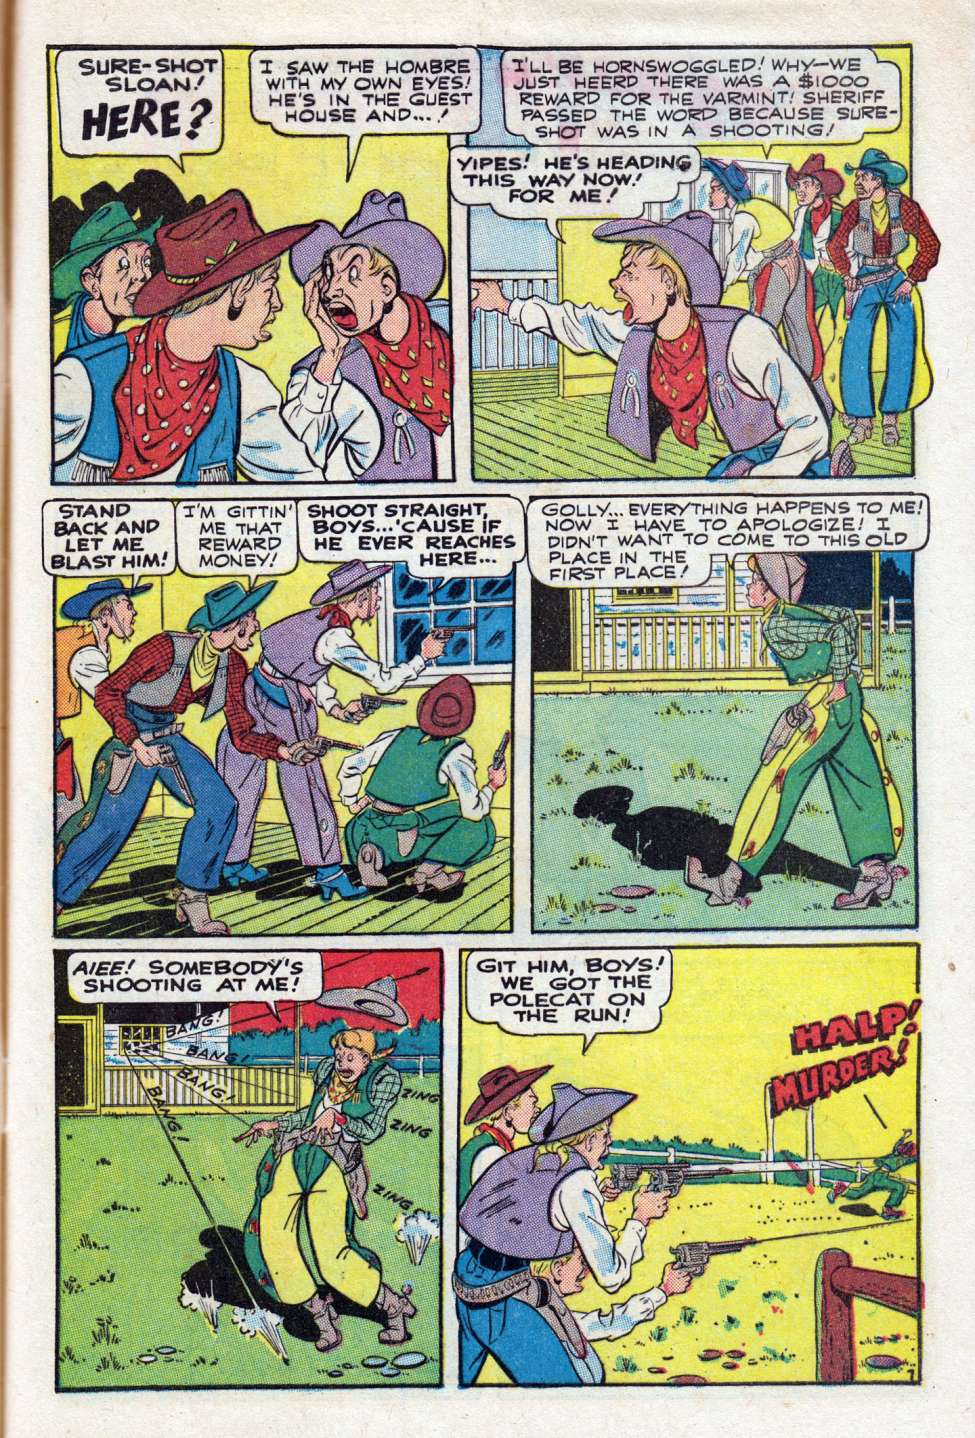 SURE-SHOT
SLOAN!
HERE?
I SAW THE HOMBRE
WITH MY OWN EYES!
HE'S IN THE GUEST
HOUSE AND...!
I'LL BE HORNSWOGGLED! WHY—WE
JUST HEERD THERE WAS A $1000
REWARD FOR THE VARMINT! SHERIFF
PASSED THE WORD BECAUSE SURE-
SHOT WAS IN A SHOOTING!
YIPES! HE'S HEADING
THIS WAY NOW!
FOR ME!
STAND
BACK AND
LET ME
BLAST HIM!
I'M GITTIN'
ME THAT
REWARD
MONEY!
SHOOT STRAIGHT,
BOYS...'CAUSE IF
HE EVER REACHES
HERE...
GOLLY...EVERYTHING HAPPENS TO ME!
NOW I HAVE TO APOLOGIZE! I
DIDN'T WANT TO COME TO THIS OLD
PLACE IN THE
FIRST PLACE!
AIEE! SOMEBODY'S
SHOOTING AT ME!
BANG!
BANG!
BANG!
BANG!
ZING
ZING
ZING
GIT HIM, BOYS!
WE GOT THE
POLECAT ON
THE RUN!
HALP!
MURDER!
7